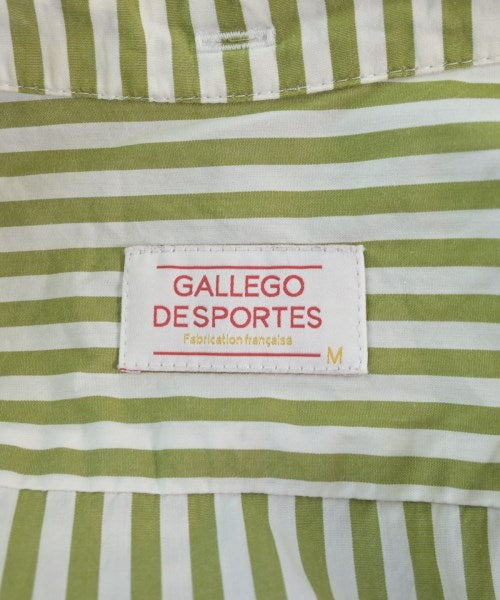 GALLEGO
DESPORTES
Fabrication française
M